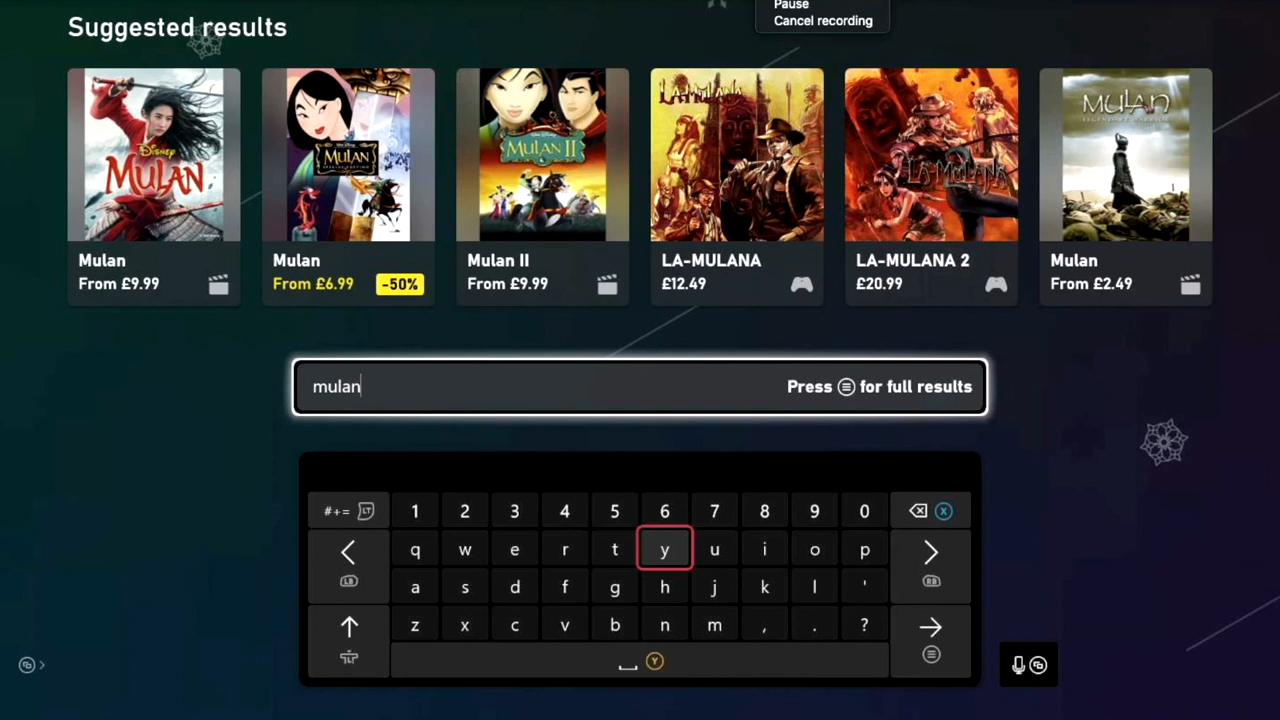 Pause
Cancel recording
Suggested results
Disney
MULAN
MULAN
Walt Disney
MULAN II
LA-MULANA
LA-MULANA
MULAN
Mulan
From £9.99
Mulan
From £6.99
-50%
Mulan II
From £9.99
LA-MULANA
£12.49
LA-MULANA 2
£20.99
Mulan
From £2.49
mulan
Press for full results
#+= LT 1 2 3 4 5 6 7 8 9 0 X
q w e r t y u i o p
LB RB
a s d f g h j k l '
z x c v b n m , . ?
Y